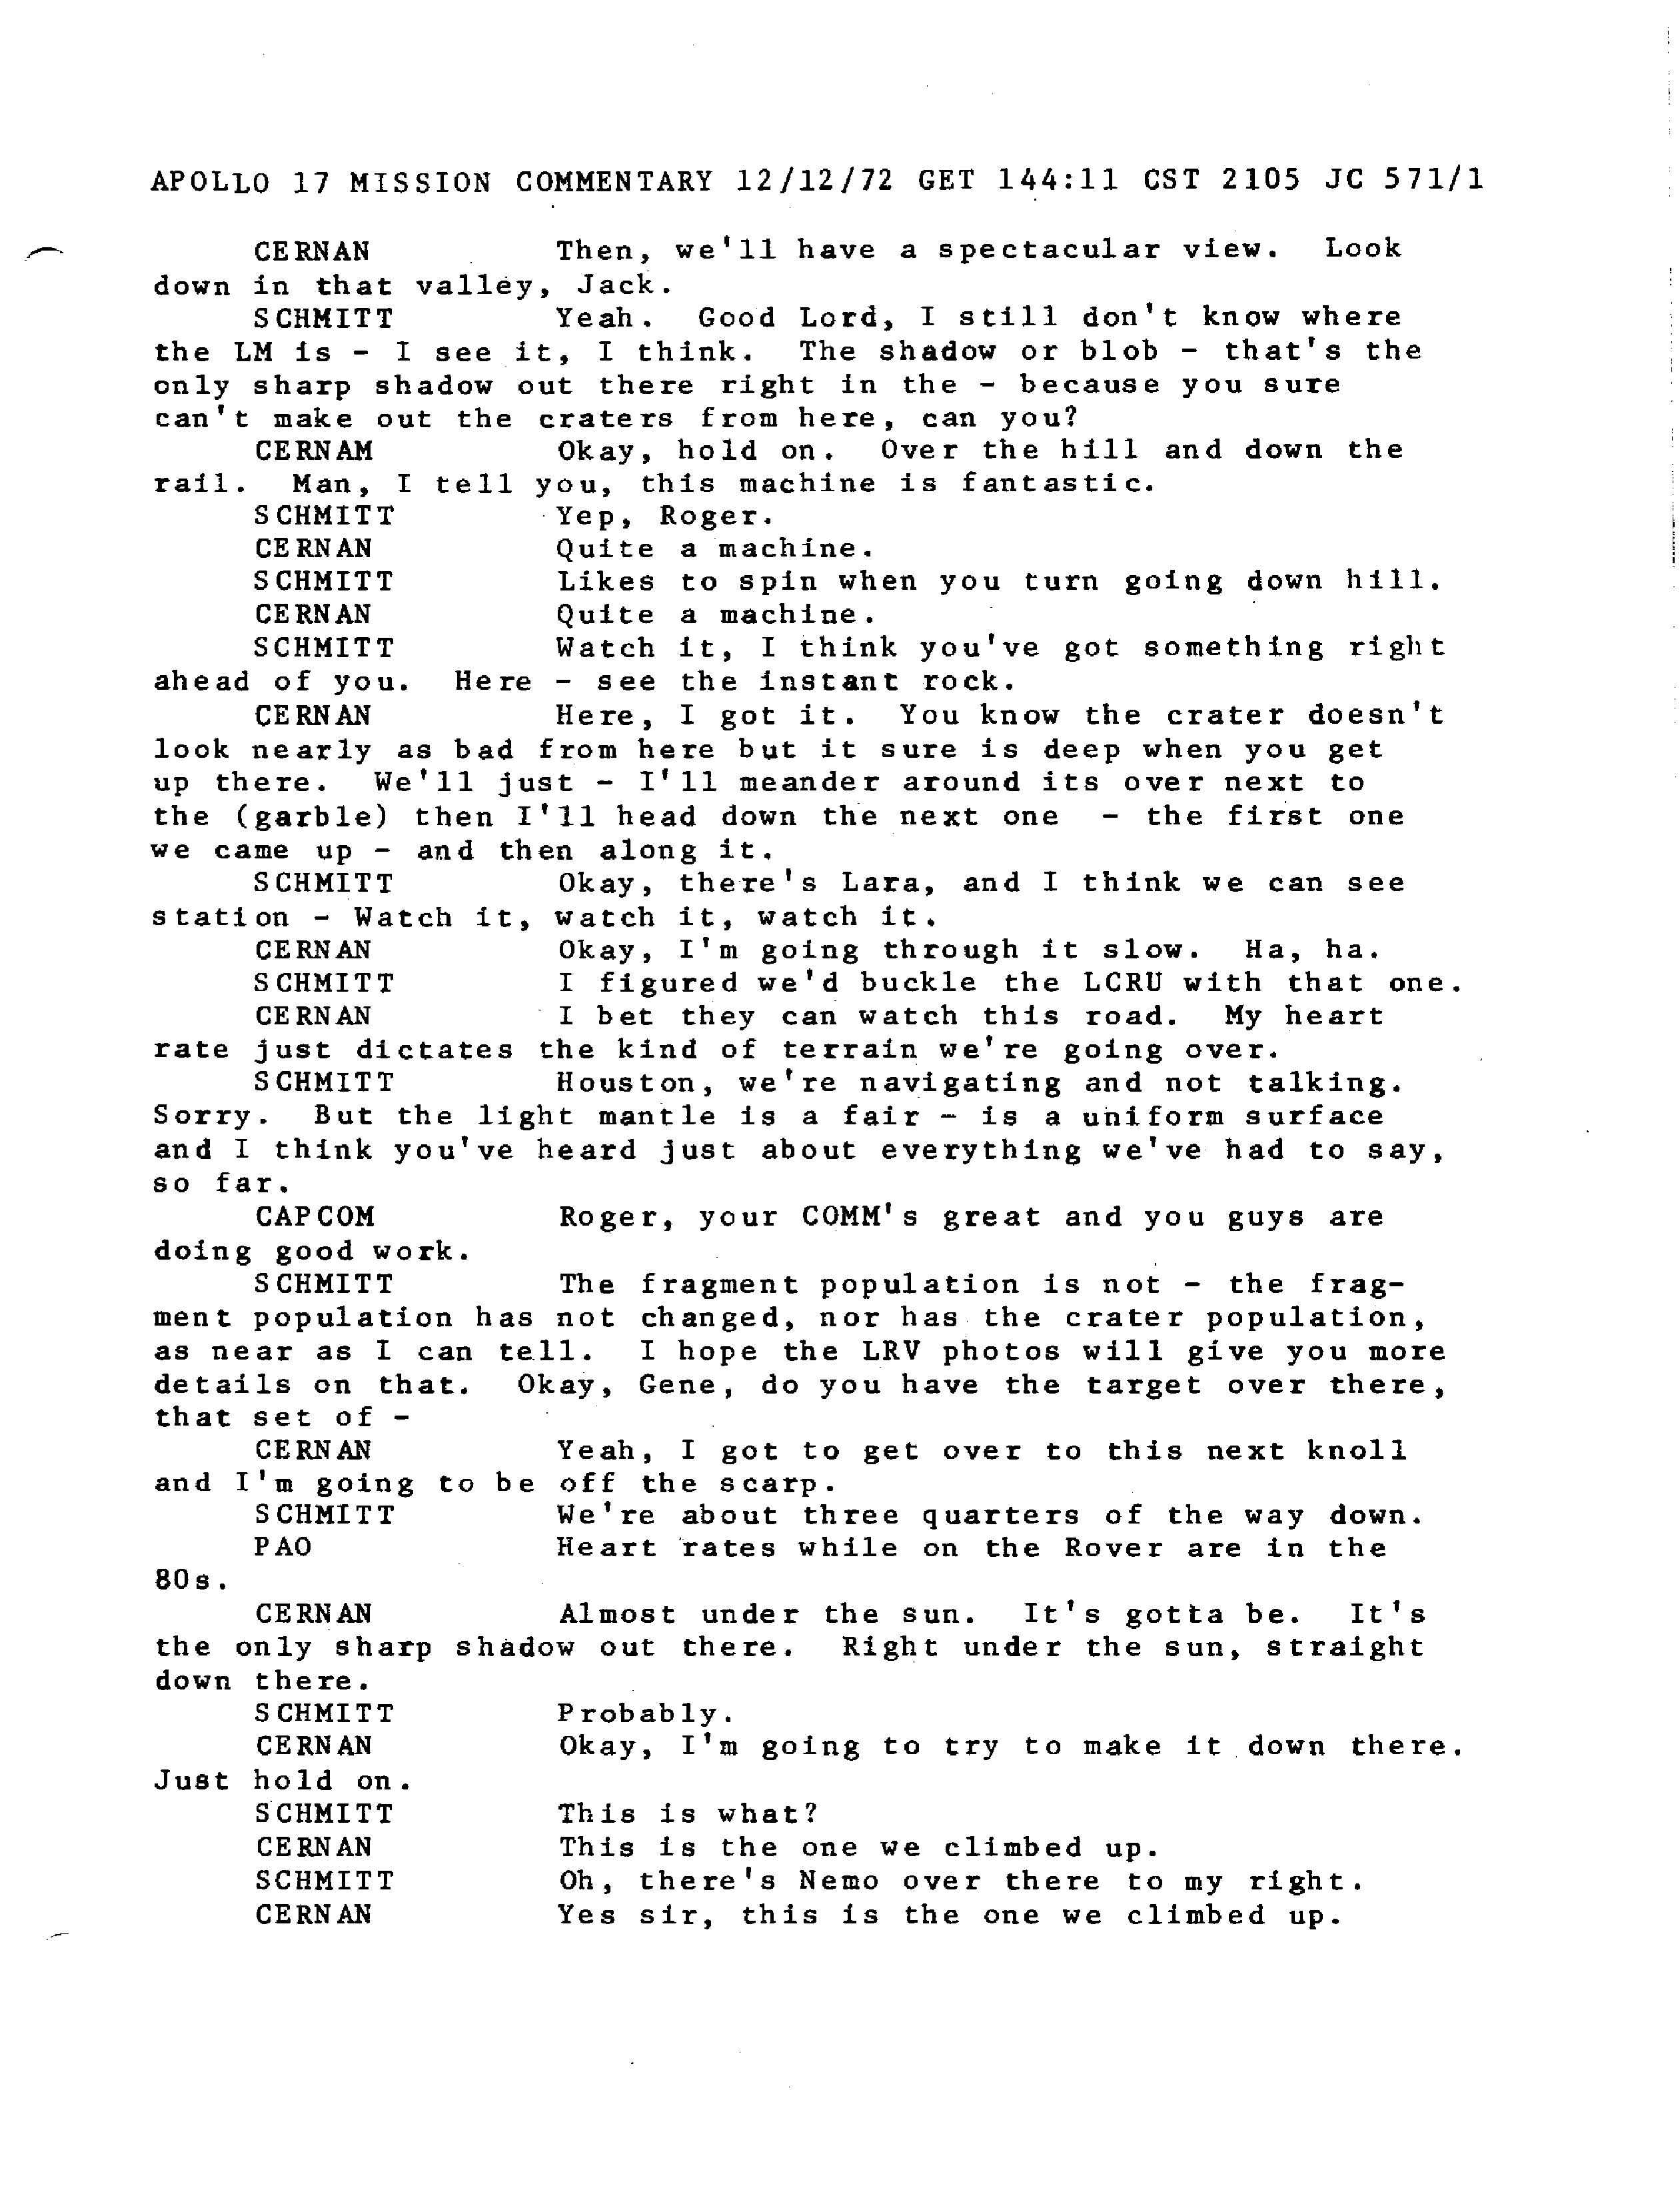 APOLLO 17 MISSION COMMENTARY 12/12/72 GET 144:11 CST 2105 JC 571/1
CERNAN Then, we'll have a spectacular view. Look
down in that valley, Jack.
SCHMITT Yeah. Good Lord, I still don't know where
the LM is - I see it, I think. The shadow or blob - that's the
only sharp shadow out there right in the - because you sure
can't make out the craters from here, can you?
CERNAM Okay, hold on. Over the hill and down the
rail. Man, I tell you, this machine is fantastic.
SCHMITT Yep, Roger.
CERNAN Quite a machine.
SCHMITT Likes to spin when you turn going down hill.
CERNAN Quite a machine.
SCHMITT Watch it, I think you've got something right
ahead of you. Here - see the instant rock.
CERNAN Here, I got it. You know the crater doesn't
look nearly as bad from here but it sure is deep when you get
up there. We'll just - I'll meander around its over next to
the (garble) then I'll head down the next one - the first one
we came up - and then along it.
SCHMITT Okay, there's Lara, and I think we can see
station - Watch it, watch it, watch it.
CERNAN Okay, I'm going through it slow. Ha, ha.
SCHMITT I figured we'd buckle the LCRU with that one.
CERNAN I bet they can watch this road. My heart
rate just dictates the kind of terrain we're going over.
SCHMITT Houston, we're navigating and not talking.
Sorry. But the light mantle is a fair - is a uniform surface
and I think you've heard just about everything we've had to say,
so far.
CAPCOM Roger, your COMM's great and you guys are
doing good work.
SCHMITT The fragment population is not - the frag-
ment population has not changed, nor has the crater population,
as near as I can tell. I hope the LRV photos will give you more
details on that. Okay, Gene, do you have the target over there,
that set of -
CERNAN Yeah, I got to get over to this next knoll
and I'm going to be off the scarp.
SCHMITT We're about three quarters of the way down.
PAO Heart rates while on the Rover are in the
80s.
CERNAN Almost under the sun. It's gotta be. It's
the only sharp shadow out there. Right under the sun, straight
down there.
SCHMITT Probably.
CERNAN Okay, I'm going to try to make it down there.
Just hold on.
SCHMITT This is what?
CERNAN This is the one we climbed up.
SCHMITT Oh, there's Nemo over there to my right.
CERNAN Yes sir, this is the one we climbed up.